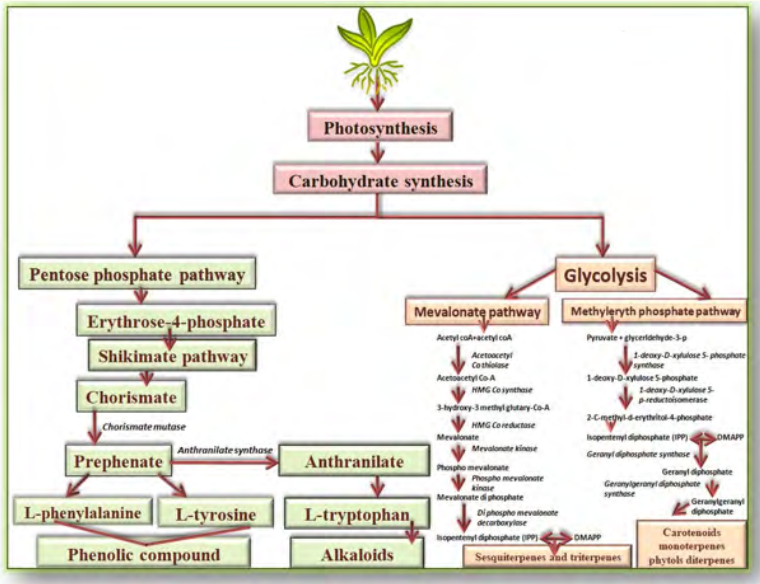 Photosynthesis
Carbohydrate synthesis
Pentose phosphate pathway
Erythrose-4-phosphate
Shikimate pathway
Chorismate
Chorismate mutase
Prephenate
Anthranilate synthase
Anthranilate
L-phenylalanine
L-tyrosine
L-tryptophan
Phenolic compound
Alkaloids
Glycolysis
Mevalonate pathway
Acetyl coA+acetyl coA
Acetoacetyl
Co thiolase
Acetoacetyl Co-A
HMG Co synthase
3-hydroxy-3 methyl glutary-Co-A
HMG Co reductase
Mevalonate
Mevalonate kinase
Phospho mevalonate
Phospho mevalonate
kinase
Mevalonate di phosphate
Di phospho mevalonate
decarboxylase
Isopentenyl diphosphate (IPP)
DMAPP
Sesquiterpenes and triterpenes
Methyleryth phosphate pathway
Pyruvate + glyceridehyde-3-p
1-deoxy-D-xylulose 5- phosphate
synthase
1-deoxy-D-xylulose 5-phosphate
1-deoxy-D-xylulose 5-
p-reductoisomerase
2-C-methyl-d-erythritol-4-phosphate
Isopentenyl diphosphate (IPP)
DMAPP
Geranyl diphosphate synthase
Geranyl diphosphate
Geranylgeranyl diphosphate
synthase
Geranylgeranyl
diphosphate
Carotenoids
monoterpenes
phytols diterpenes